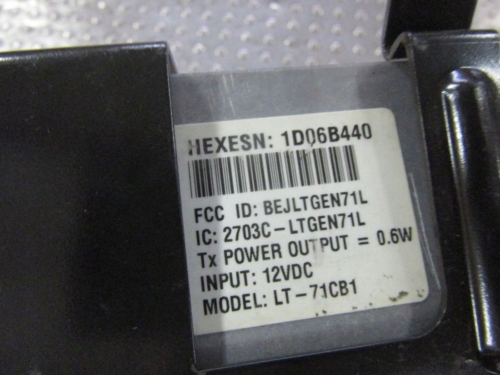 HEXESN: 1D06B440
FCC ID: BEJLTGEN71L
IC: 2703C-LTGEN71L
Tx POWER OUTPUT = 0.6W
INPUT: 12VDC
MODEL: LT-71CB1